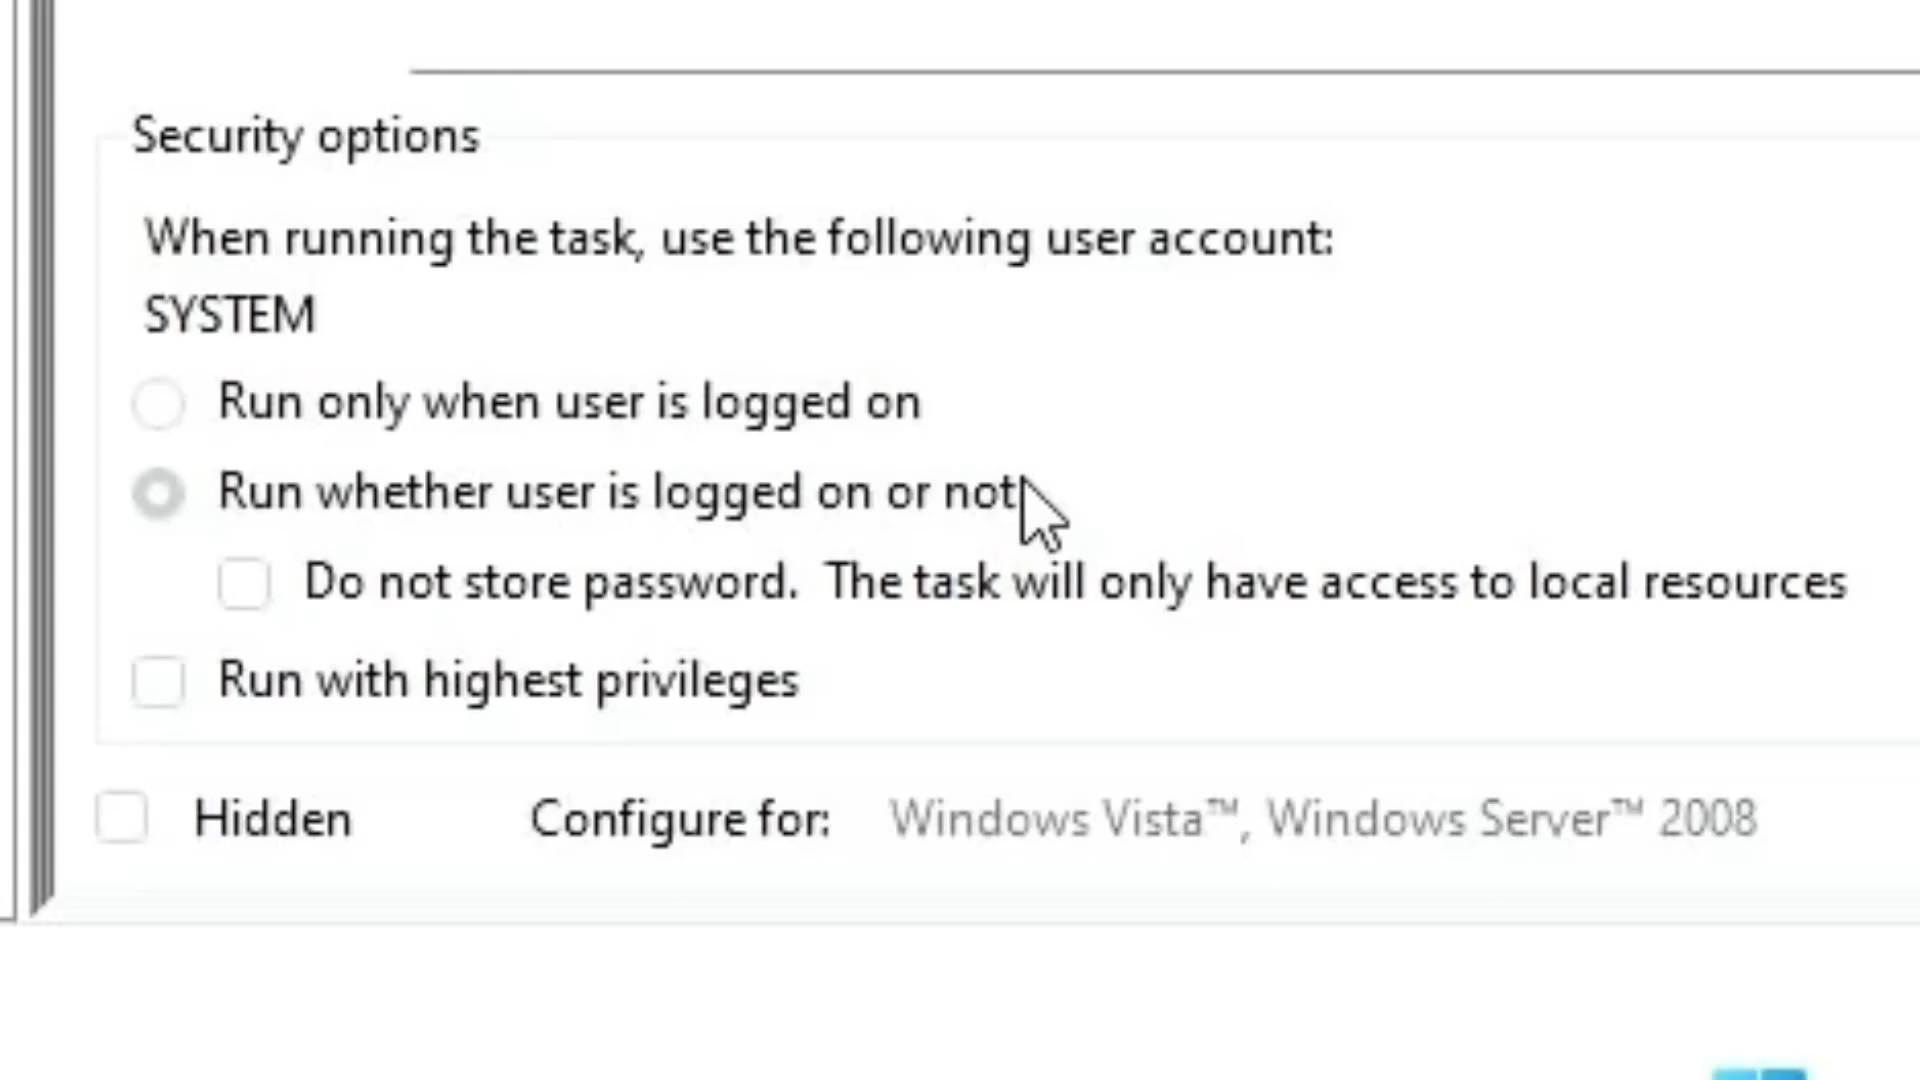 Security options
When running the task, use the following user account:
SYSTEM
Run only when user is logged on
Run whether user is logged on or not
Do not store password.  The task will only have access to local resources
Run with highest privileges
Hidden Configure for: Windows Vista™, Windows Server™ 2008